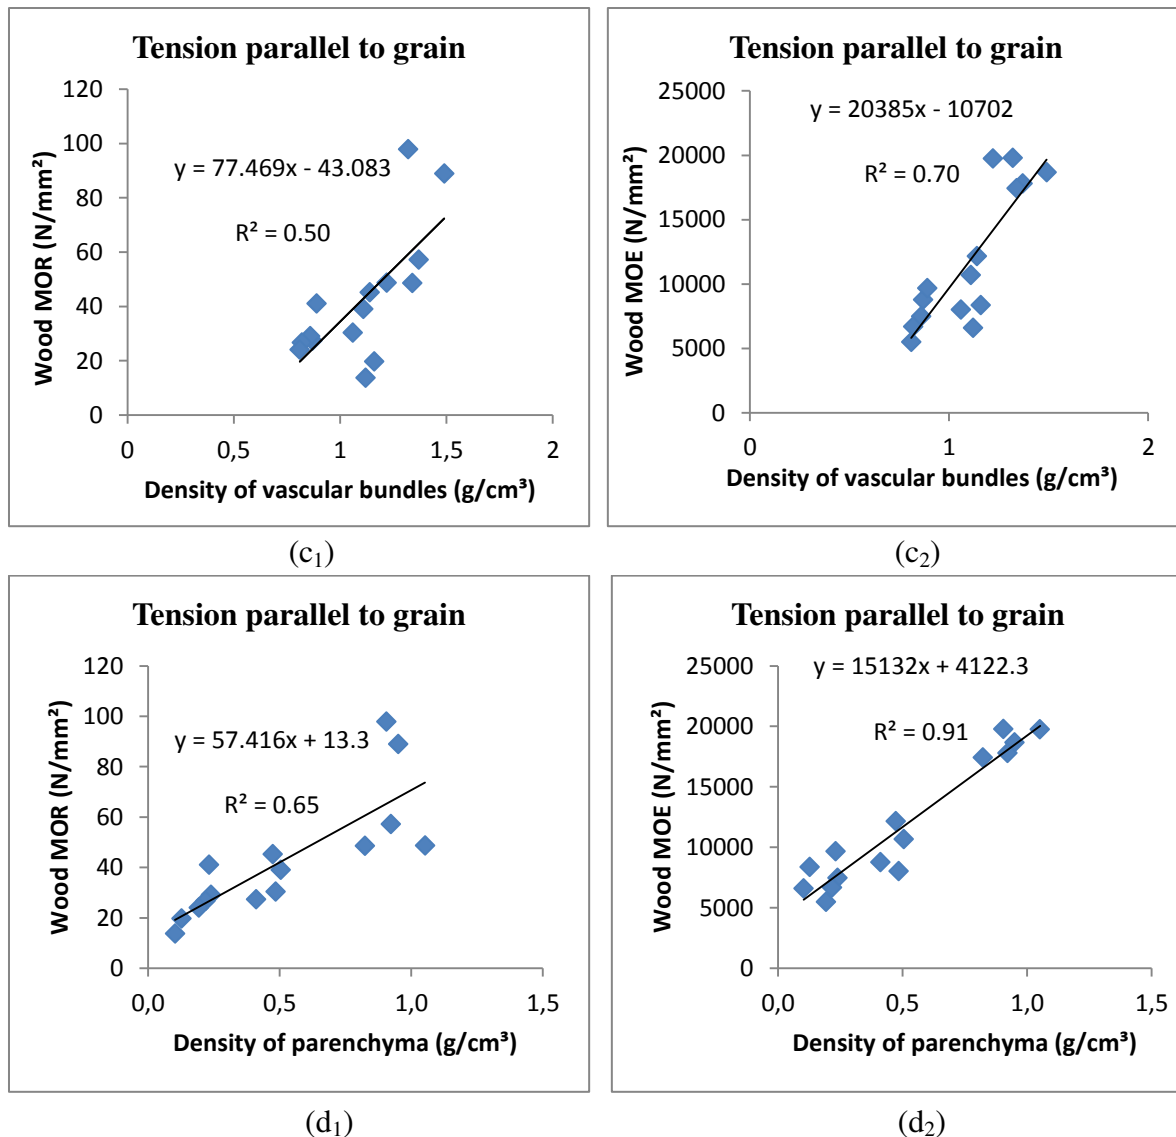 Tension parallel to grain
Wood MOR (N/mm²)
120
100
80
60
40
20
0
y = 77.469x - 43.083
R² = 0.50
0
0,5
1
1,5
2
Density of vascular bundles (g/cm³)
(c₁)
Tension parallel to grain
Wood MOE (N/mm²)
25000
20000
15000
10000
5000
0
y = 20385x - 10702
R² = 0.70
0
1
2
Density of vascular bundles (g/cm³)
(c₂)
Tension parallel to grain
Wood MOR (N/mm²)
120
100
80
60
40
20
0
y = 57.416x + 13.3
R² = 0.65
0,0
0,5
1,0
1,5
Density of parenchyma (g/cm³)
(d₁)
Tension parallel to grain
Wood MOE (N/mm²)
25000
20000
15000
10000
5000
0
y = 15132x + 4122.3
R² = 0.91
0,0
0,5
1,0
1,5
Density of parenchyma (g/cm³)
(d₂)